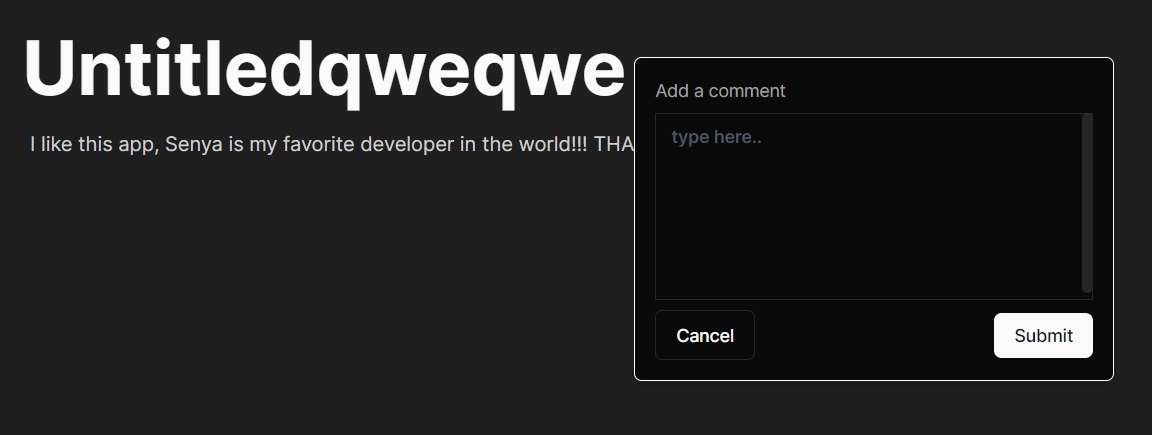 Untitledqweqwe
Add a comment
I like this app, Senya is my favorite developer in the world!!! THA
type here..
Cancel
Submit